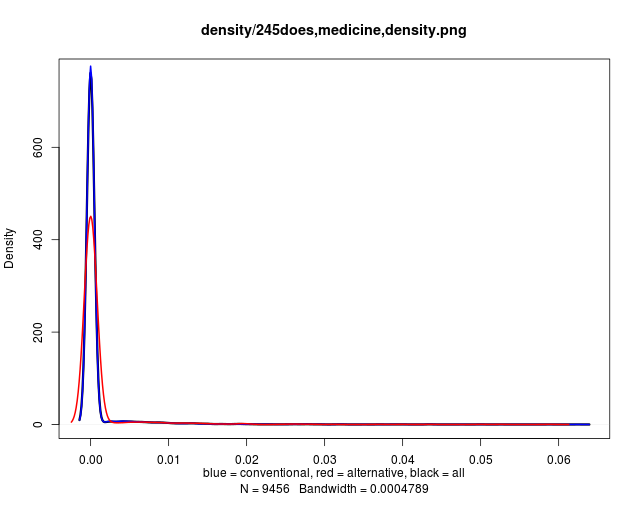 density/245does,medicine,density.png
Density
600
400
200
0
0.00 0.01 0.02 0.03 0.04 0.05 0.06
blue = conventional, red = alternative, black = all
N = 9456 Bandwidth = 0.0004789